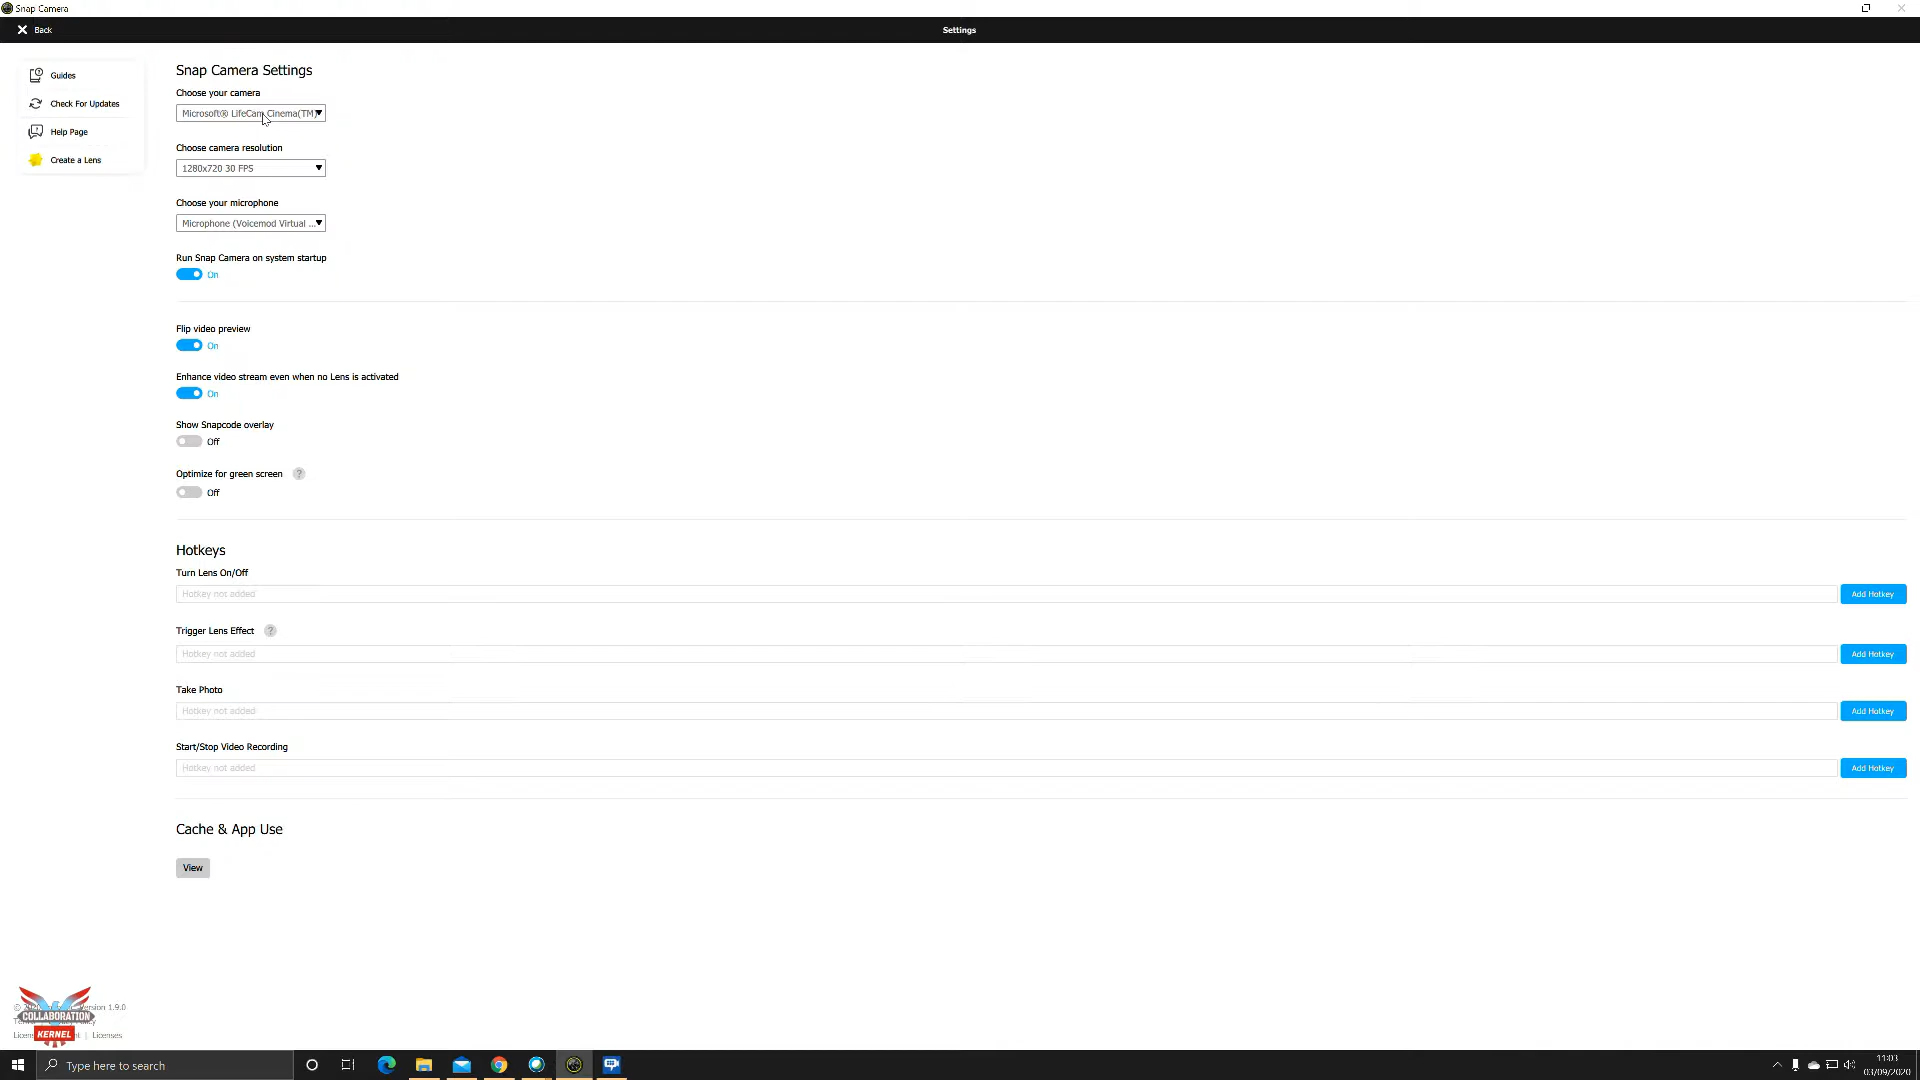 Snap Camera
Back
Settings
Guides
Check For Updates
Help Page
Create a Lens
Snap Camera Settings
Choose your camera
Microsoft® LifeCam Cinema(TM)
Choose camera resolution
1280x720 30 FPS
Choose your microphone
Microphone (Voicemod Virtual ...
Run Snap Camera on system startup
On
Flip video preview
On
Enhance video stream even when no Lens is activated
On
Show Snapcode overlay
Off
Optimize for green screen ?
Off
Hotkeys
Turn Lens On/Off
Hotkey not added
Add Hotkey
Trigger Lens Effect ?
Hotkey not added
Add Hotkey
Take Photo
Hotkey not added
Add Hotkey
Start/Stop Video Recording
Hotkey not added
Add Hotkey
Cache & App Use
View
Version 1.9.0
COLLABORATION
KERNEL
| Licenses
Type here to search
11:03
03/09/2020